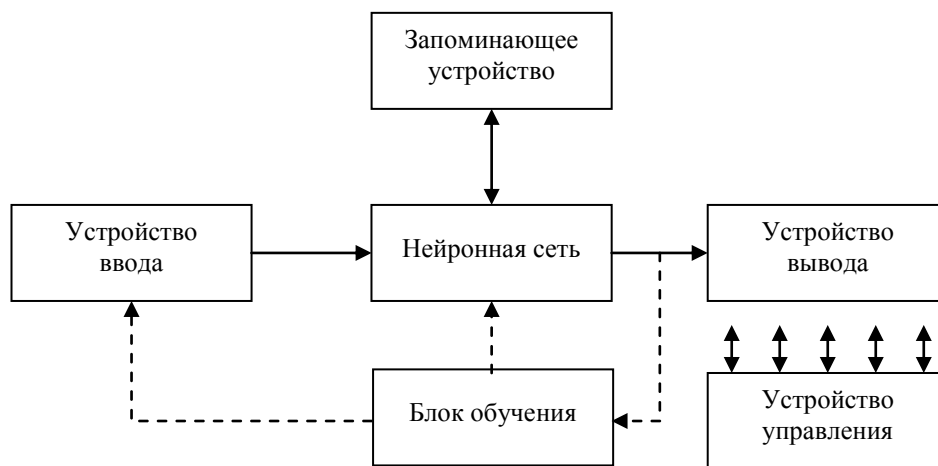 Запоминающее
устройство
Устройство
ввода
Нейронная сеть
Устройство
вывода
Блок обучения
Устройство
управления